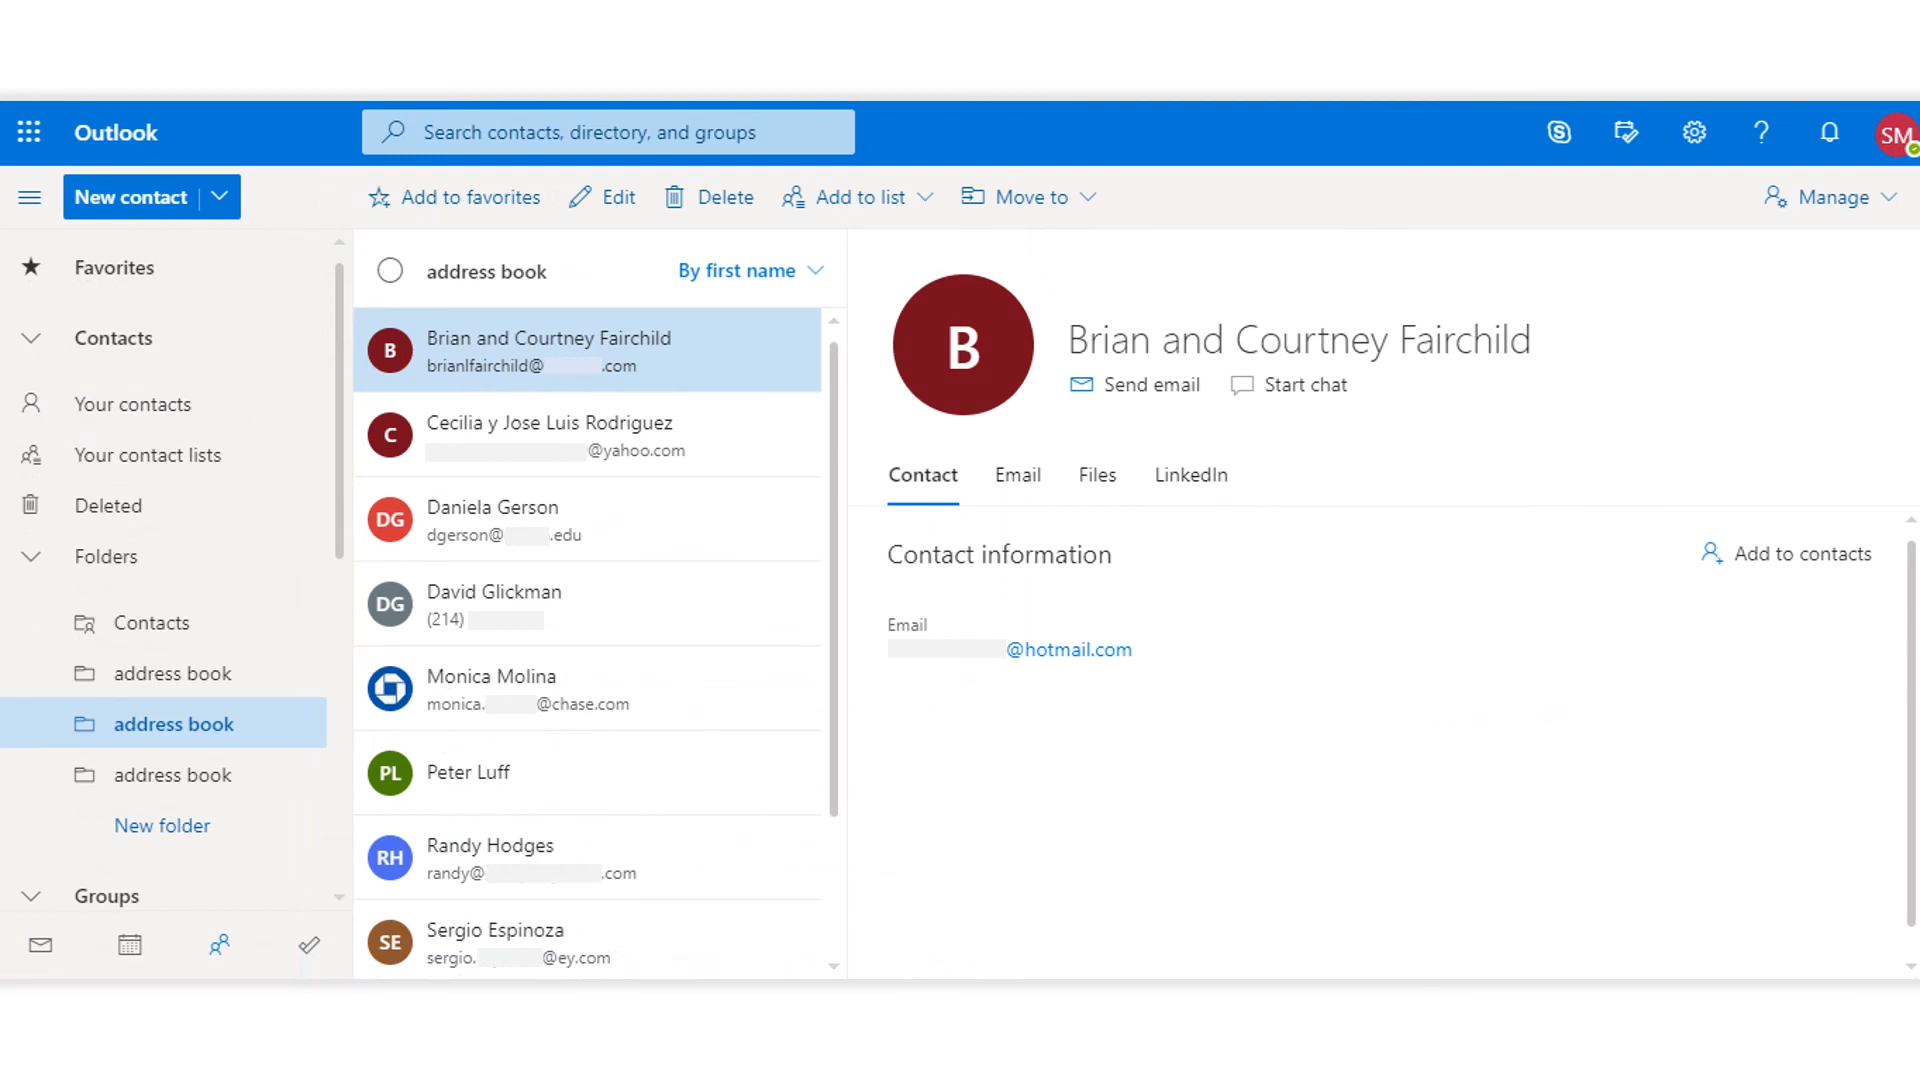 Outlook
Search contacts, directory, and groups
SM
New contact
Add to favorites
Edit
Delete
Add to list
Move to
Manage
Favorites
Contacts
Your contacts
Your contact lists
Deleted
Folders
Contacts
address book
address book
address book
New folder
Groups
address book
By first name
B
Brian and Courtney Fairchild
brianlfairchild@ .com
C
Cecilia y Jose Luis Rodriguez
@yahoo.com
DG
Daniela Gerson
dgerson@ .edu
DG
David Glickman
(214)
Monica Molina
monica. @chase.com
PL
Peter Luff
RH
Randy Hodges
randy@ .com
SE
Sergio Espinoza
sergio. @ey.com
B
Brian and Courtney Fairchild
Send email
Start chat
Contact
Email
Files
LinkedIn
Contact information
Add to contacts
Email
@hotmail.com